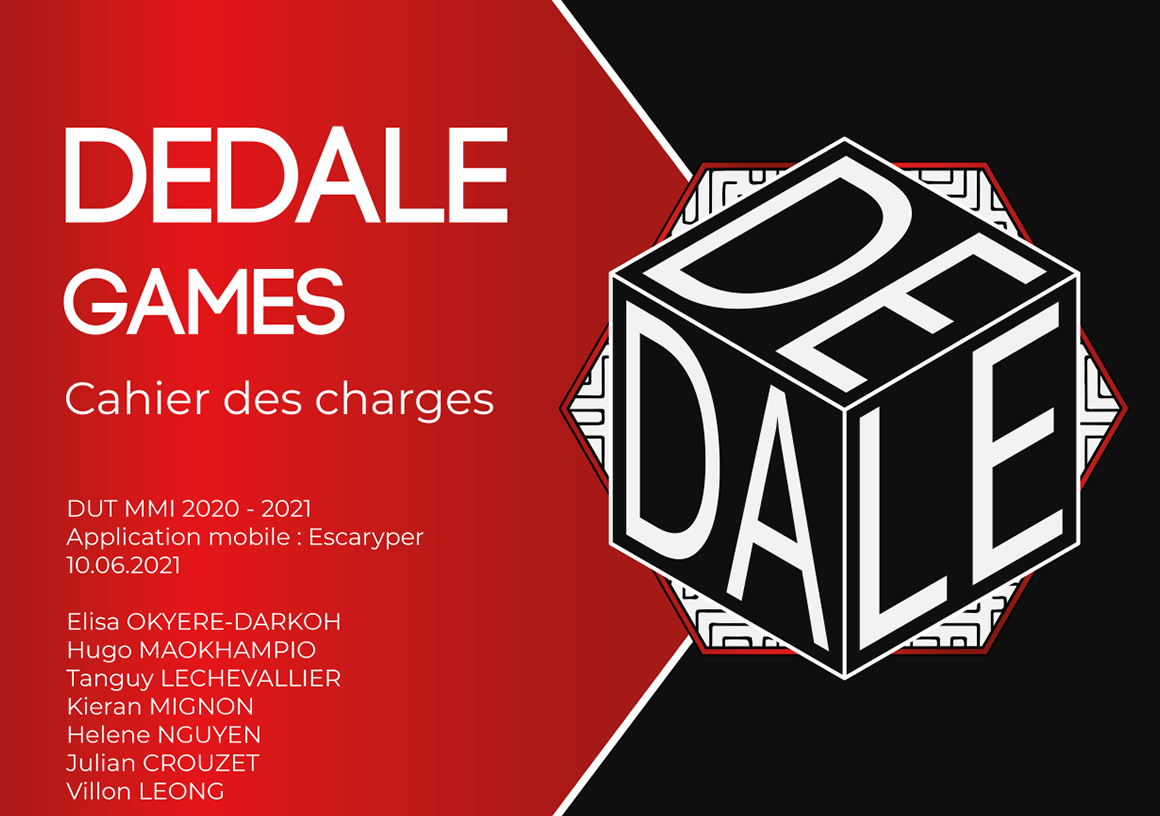 DEDALE
GAMES
Cahier des charges
DUT MMI 2020 - 2021
Application mobile : Escaryper
10.06.2021
Elisa OKYERE-DARKOH
Hugo MAOKHAMPIO
Tanguy LECHEVALLIER
Kieran MIGNON
Helene NGUYEN
Julian CROUZET
Villon LEONG
DE
DALE